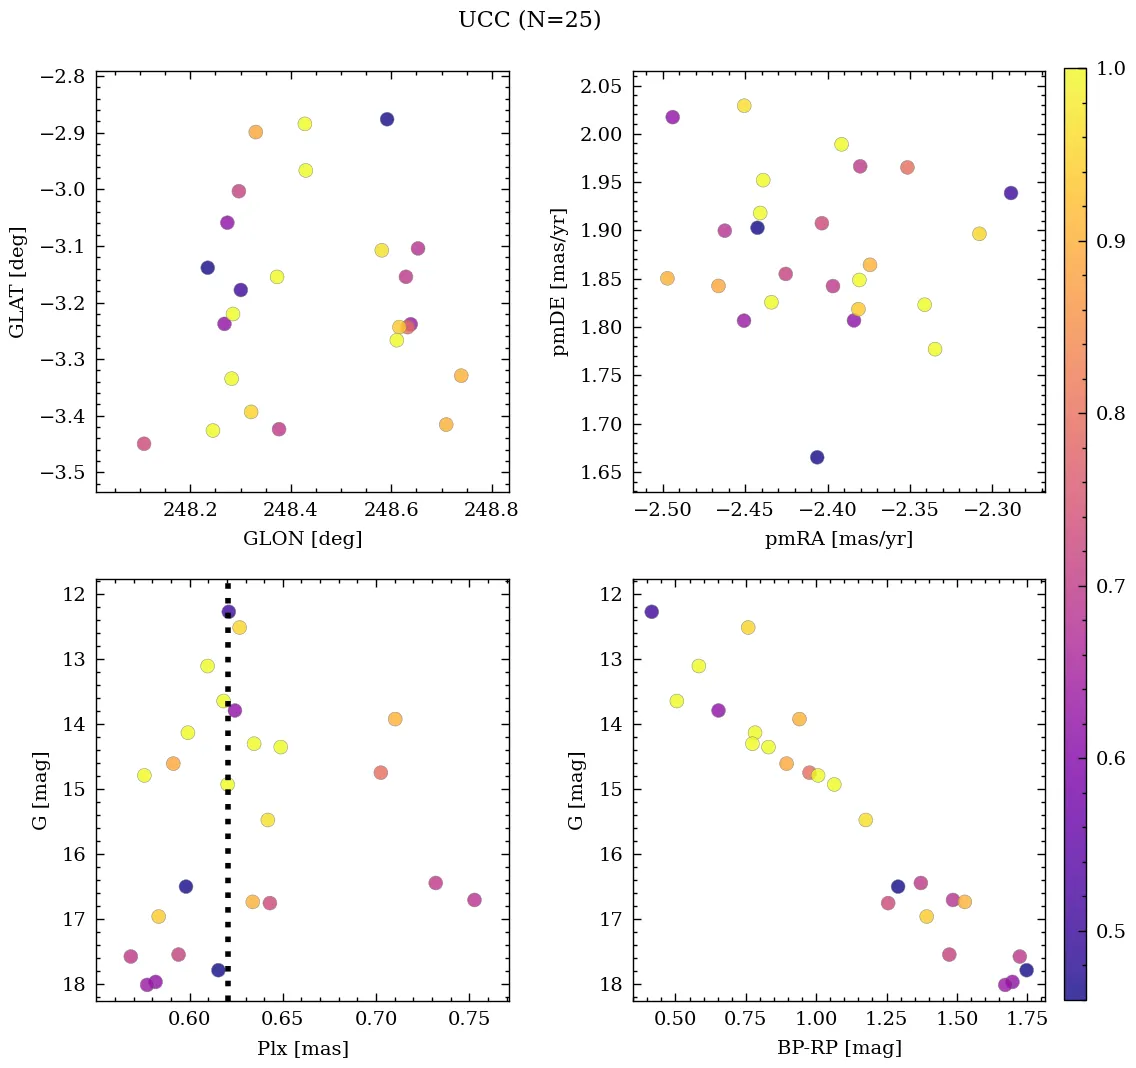 UCC (N=25)
−2.8
−2.9
−3.0
−3.1
−3.2
−3.3
−3.4
−3.5
GLAT [deg]
248.2 248.4 248.6 248.8
GLON [deg]
2.05
2.00
1.95
1.90
1.85
1.80
1.75
1.70
1.65
pmDE [mas/yr]
−2.50 −2.45 −2.40 −2.35 −2.30
pmRA [mas/yr]
12
13
14
15
16
17
18
G [mag]
0.60 0.65 0.70 0.75
Plx [mas]
12
13
14
15
16
17
18
G [mag]
0.50 0.75 1.00 1.25 1.50 1.75
BP-RP [mag]
1.0
0.9
0.8
0.7
0.6
0.5